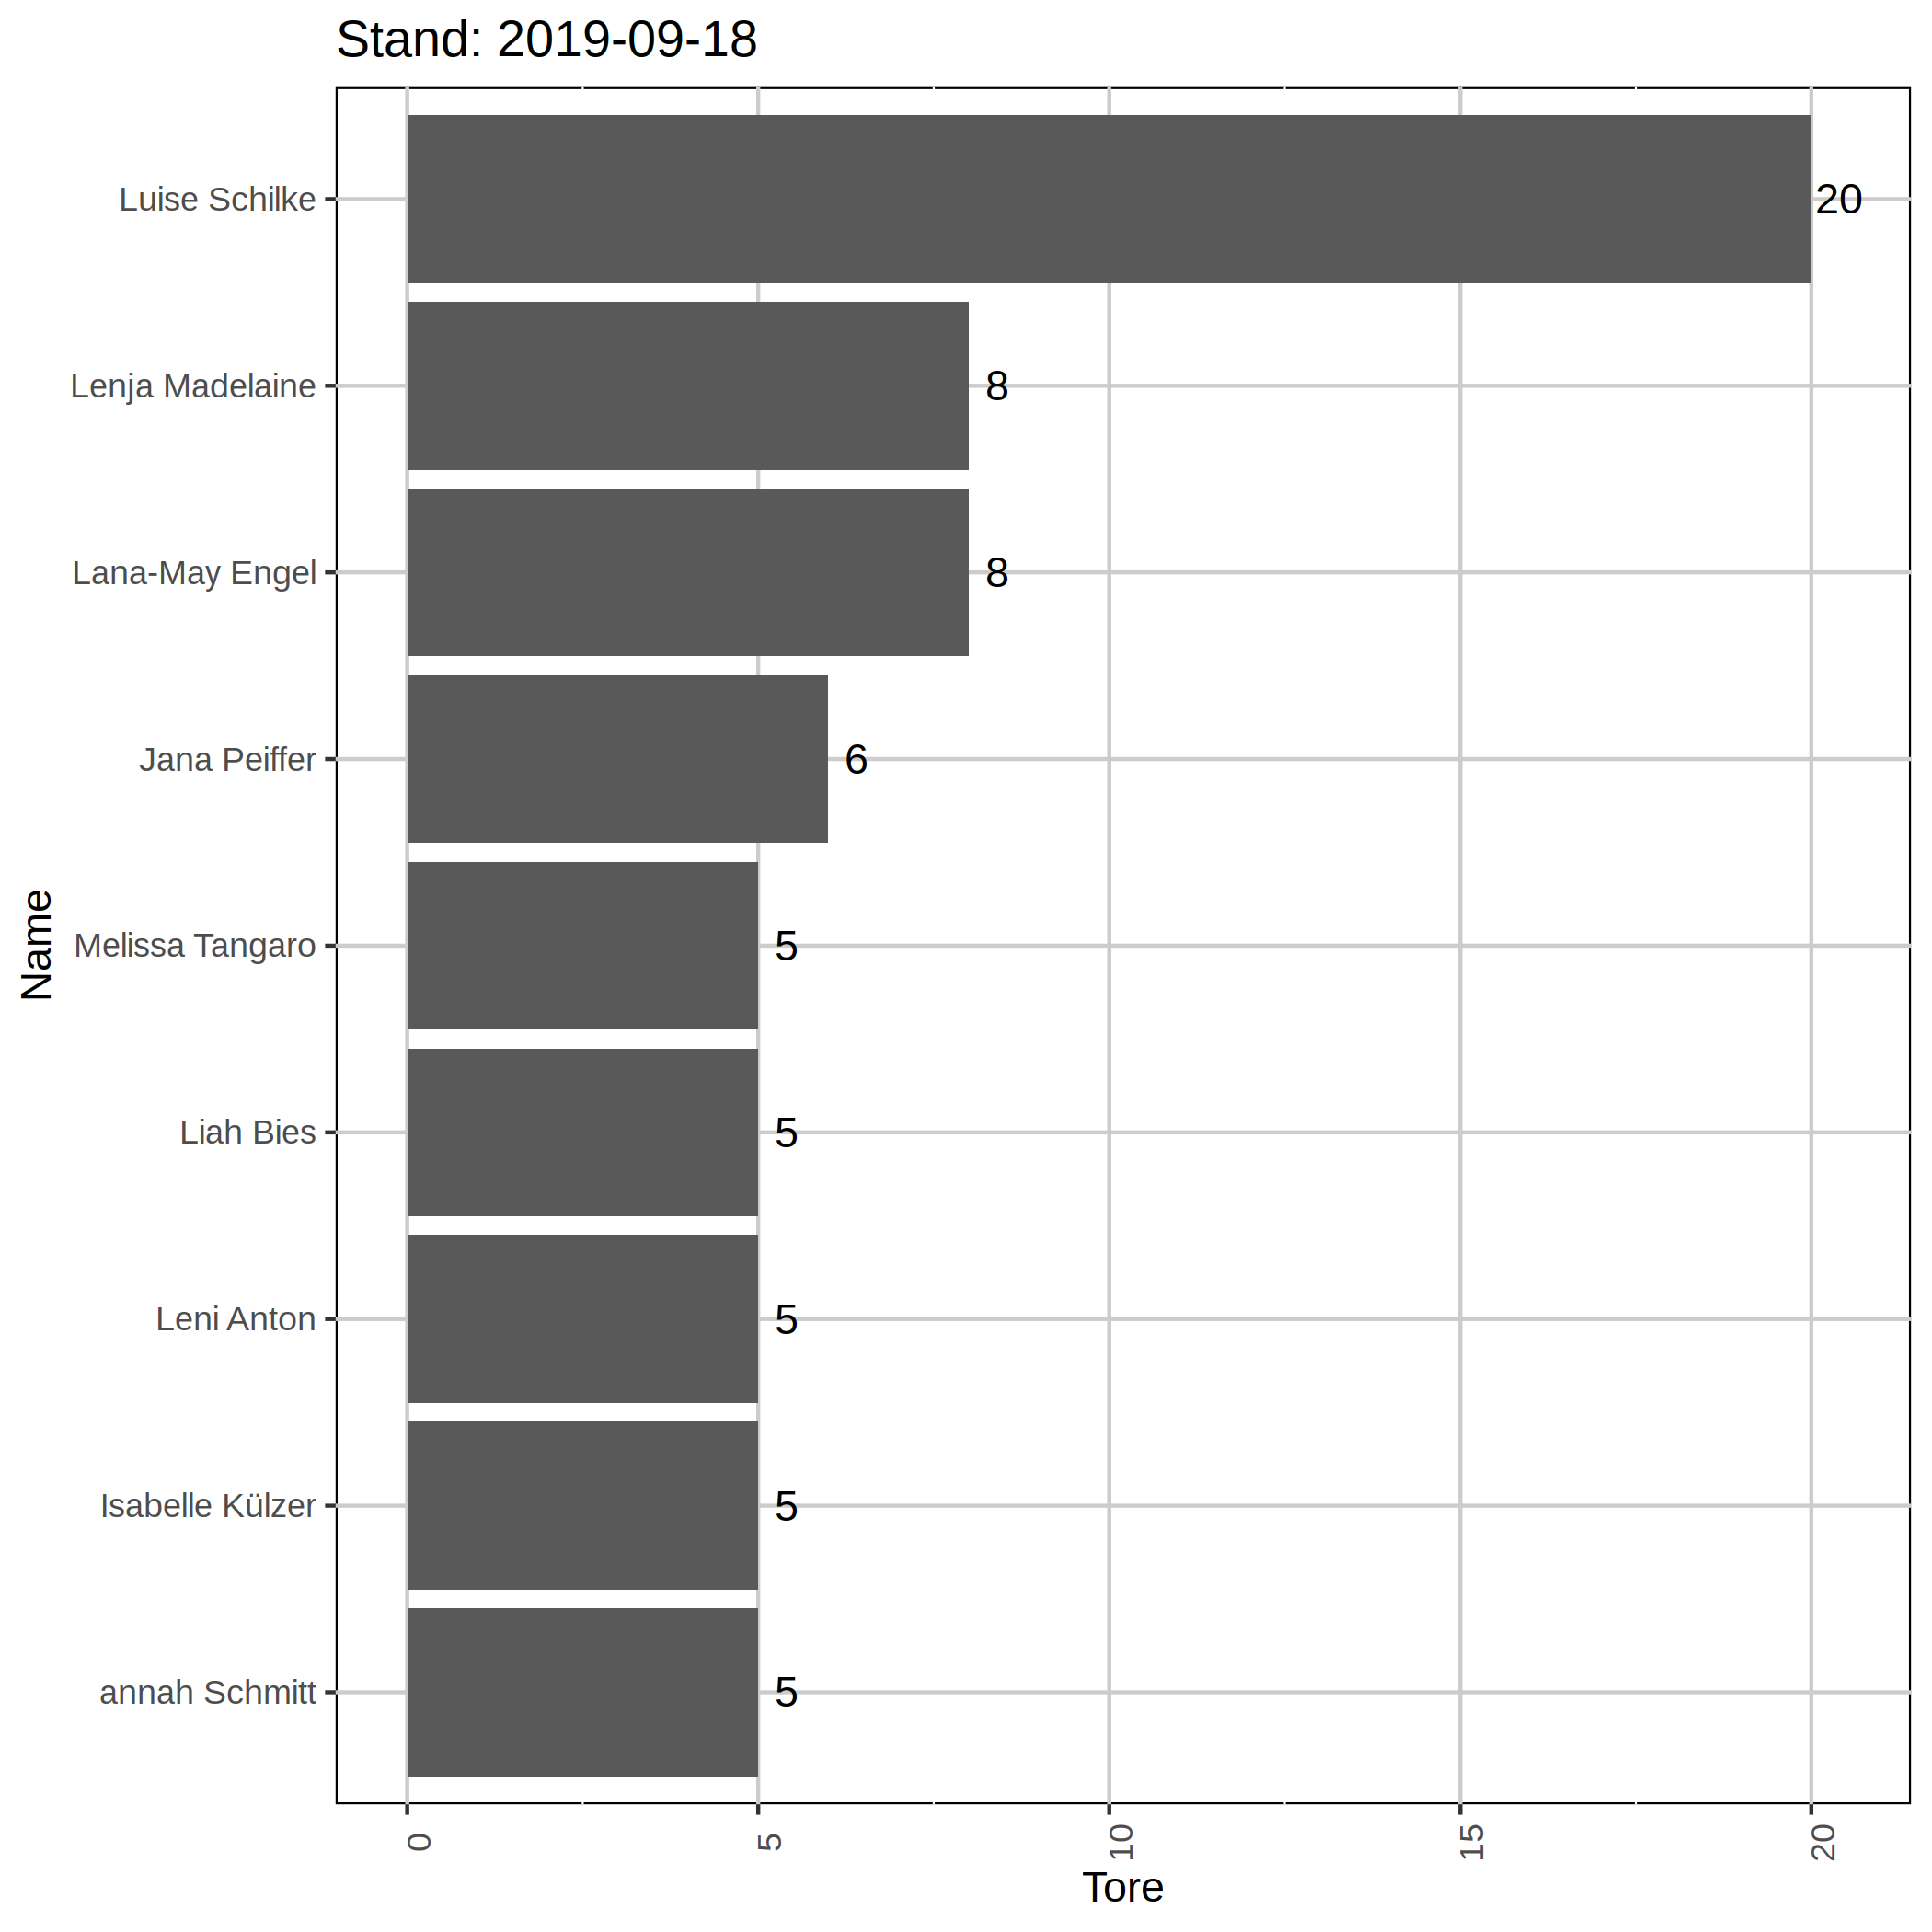 Stand: 2019-09-18
Luise Schilke
20
Lenja Madelaine
8
Lana-May Engel
8
Jana Peiffer
6
Melissa Tangaro
5
Liah Bies
5
Leni Anton
5
Isabelle Külzer
5
annah Schmitt
5
Name
0 5 10 15 20
Tore